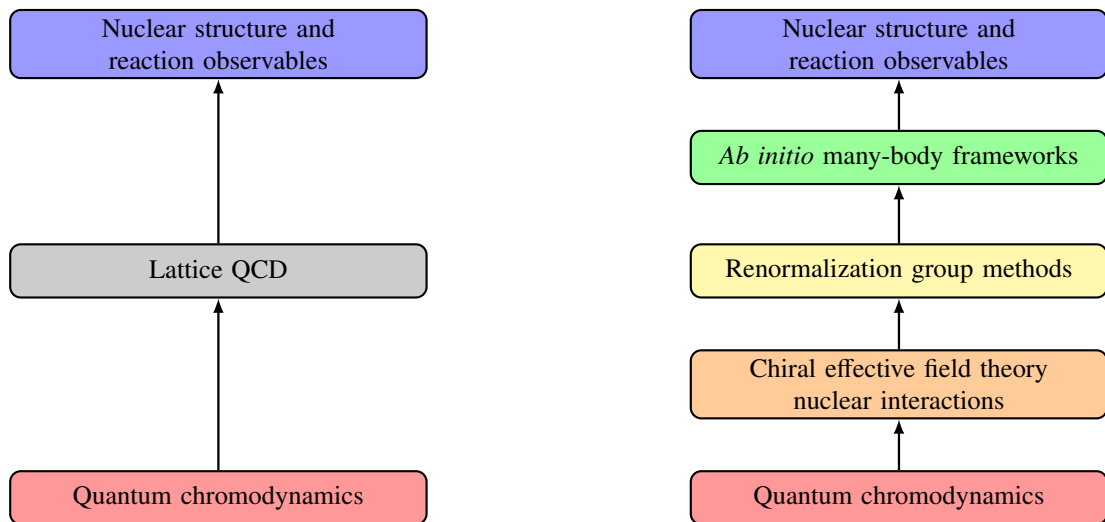 Nuclear structure and
reaction observables
Lattice QCD
Quantum chromodynamics
Nuclear structure and
reaction observables
Ab initio many-body frameworks
Renormalization group methods
Chiral effective field theory
nuclear interactions
Quantum chromodynamics